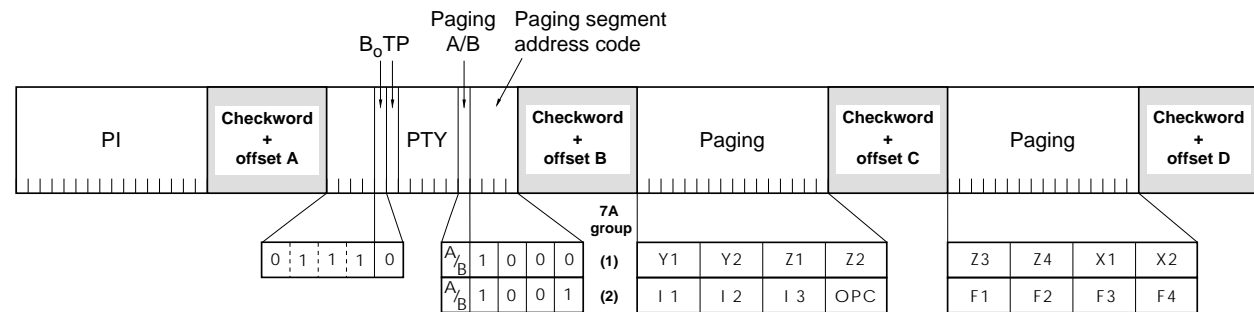 Paging Paging segment
BoTP A/B address code
Checkword Checkword Checkword Checkword
PI + PTY + Paging + Paging +
offset A offset B offset C offset D
7A
group
0 1 1 1 0 A/B 1 0 0 0 (1) Y1 Y2 Z1 Z2 Z3 Z4 X1 X2
A/B 1 0 0 1 (2) I1 I2 I3 OPC F1 F2 F3 F4